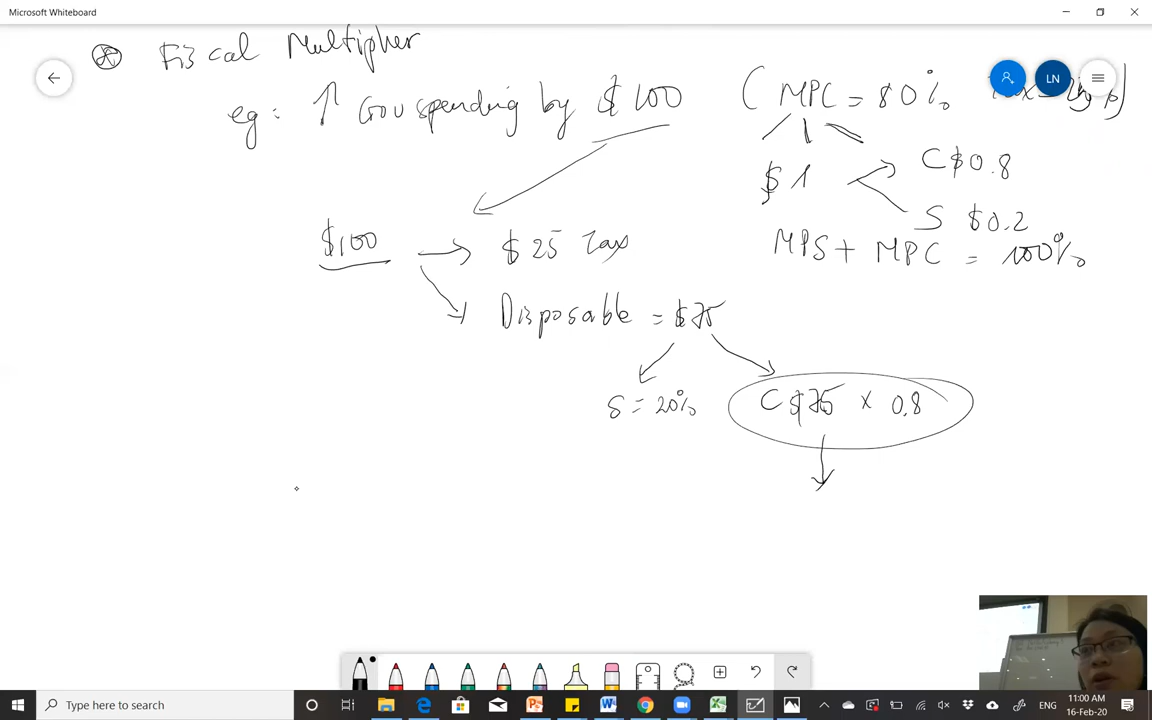 Microsoft Whiteboard
Fiscal Multiplier
LN
eg: ↑ Gov spending by $100 (MPC = 80% 25%)
$1
C $0.8
S $0.2
MPS + MPC = 100%
$100 → $25 Tax
Disposable = $75
S = 20%
C $75 × 0.8
Type here to search
ENG
11:00 AM
16-Feb-20